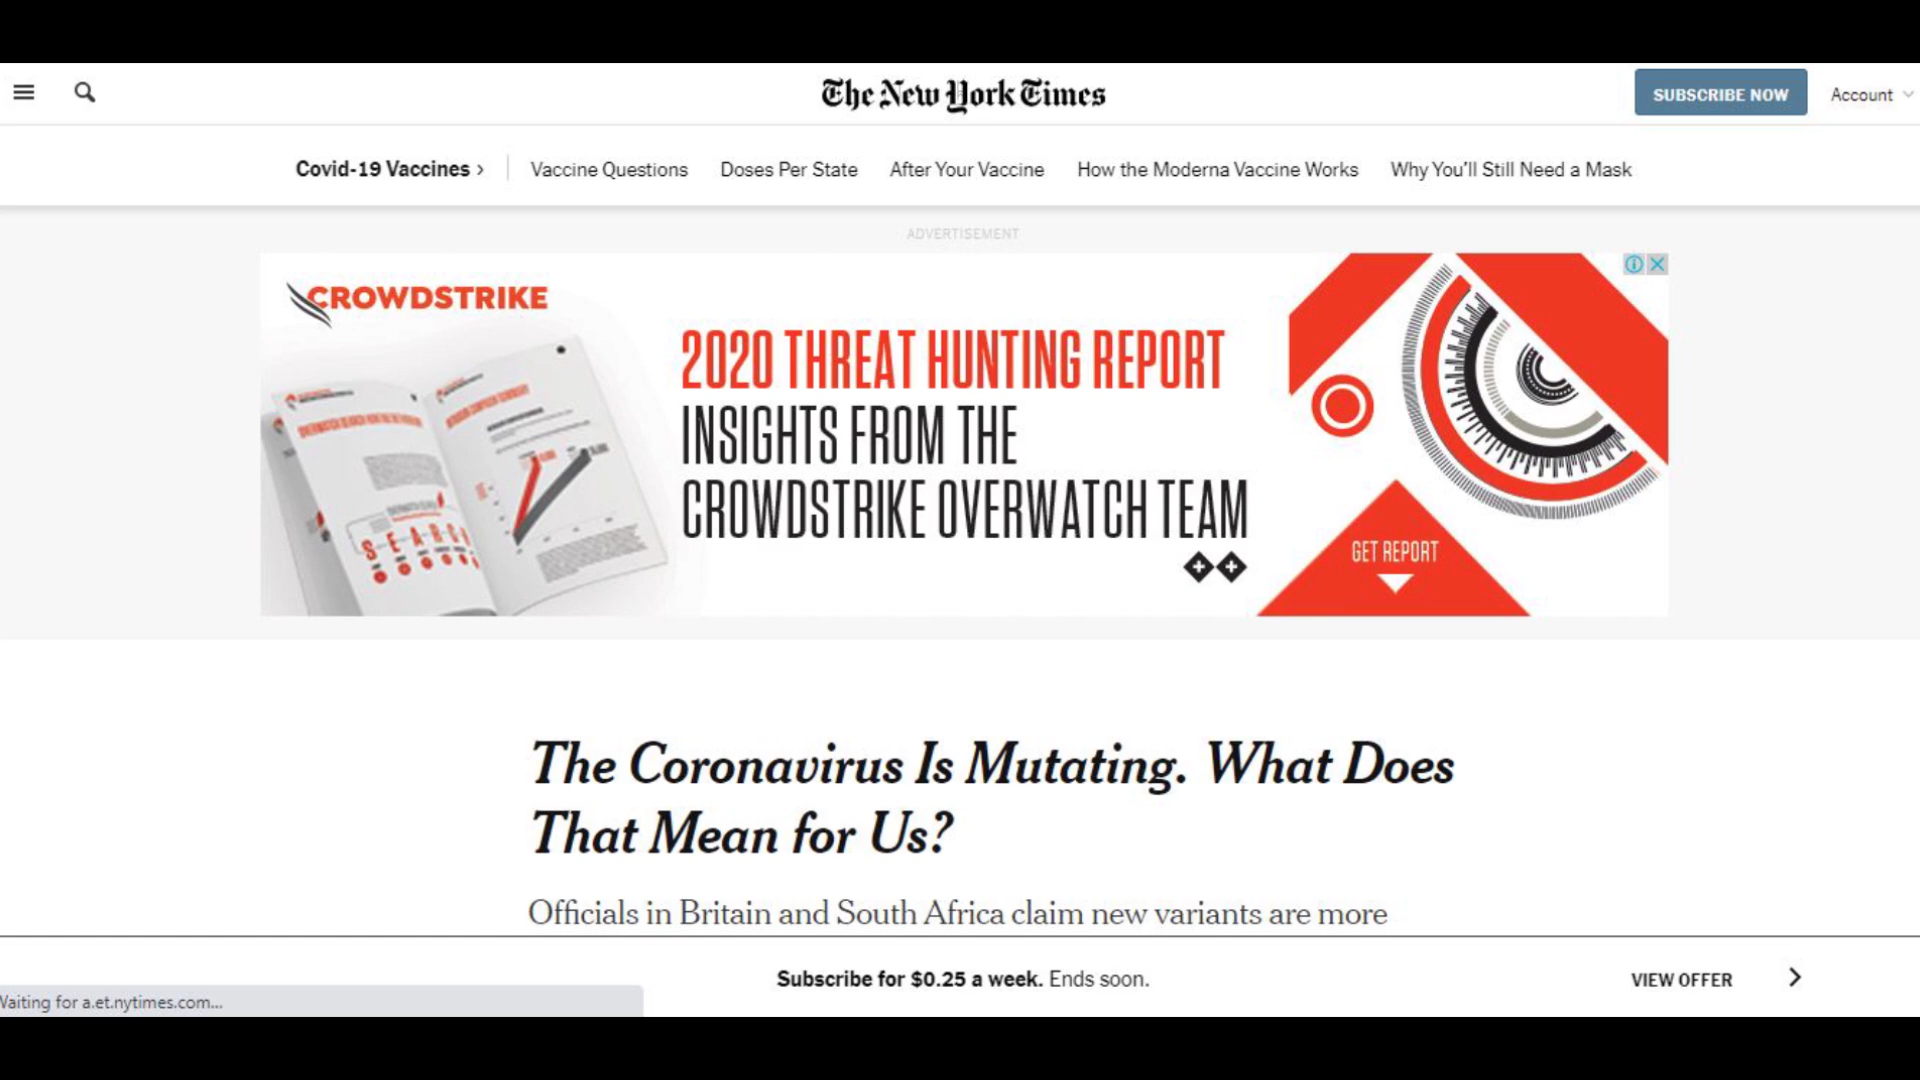 The New York Times
SUBSCRIBE NOW
Account
Covid-19 Vaccines ›
Vaccine Questions
Doses Per State
After Your Vaccine
How the Moderna Vaccine Works
Why You'll Still Need a Mask
ADVERTISEMENT
CROWDSTRIKE
2020 THREAT HUNTING REPORT
INSIGHTS FROM THE
CROWDSTRIKE OVERWATCH TEAM
GET REPORT
SEARC
The Coronavirus Is Mutating. What Does
That Mean for Us?
Officials in Britain and South Africa claim new variants are more
Subscribe for $0.25 a week. Ends soon.
VIEW OFFER
Waiting for a.et.nytimes.com...